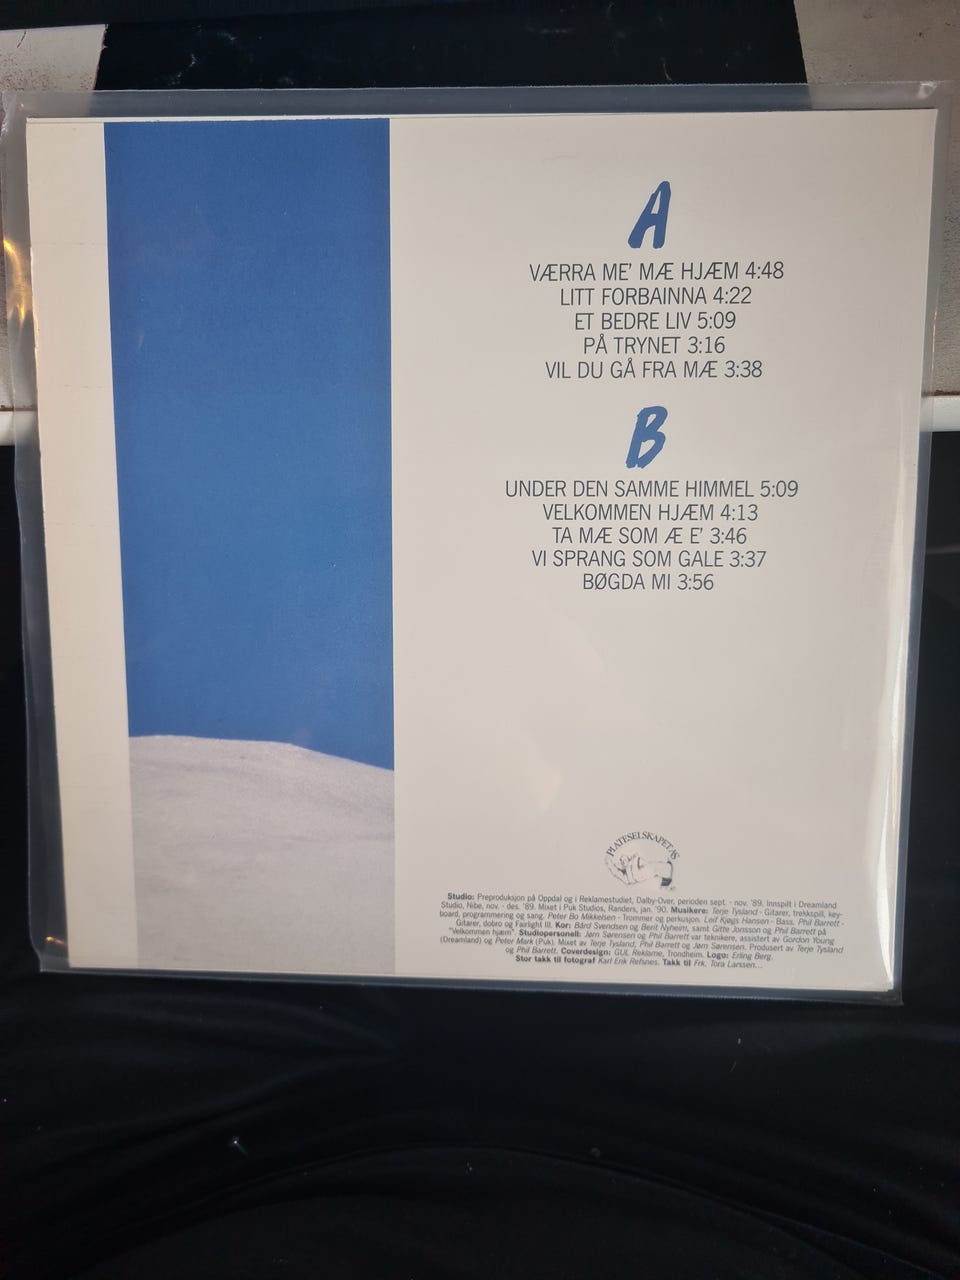 A
VÆRRA ME' MÆ HJÆM 4:48
LITT FORBAINNA 4:22
ET BEDRE LIV 5:09
PÅ TRYNET 3:16
VIL DU GÅ FRA MÆ 3:38
B
UNDER DEN SAMME HIMMEL 5:09
VELKOMMEN HJÆM 4:13
TA MÆ SOM Æ E' 3:46
VI SPRANG SOM GALE 3:37
BØGDA MI 3:56
PLATESELSKAPET A/S
Studio: Preproduksjon på Oppdal og i Reklamestudiet, Dalby-Over, perioden sept. - nov. '89. Innspilt i Dreamland
Studio, Nibe, nov. - des. '89. Mixet i Puk Studios, Randers, jan. '90. Musikere: Terje Tysland - Gitarer, trekkspill, key-
board, programmering og sang. Peter Bo Mikkelsen - Trommer og perkusjon. Leif Kjøgs Hansen - Bass. Phil Barrett -
Gitarer, dobro og Fairlight III. Kor: Bård Svendsen og Berit Nyheim, samt Gitte Jonsson og Phil Barrett på
"Velkommen hjæm". Studiopersonell: Jørn Sørensen og Phil Barrett var teknikere, assistert av Gordon Young
(Dreamland) og Peter Mark (Puk). Mixet av Terje Tysland, Phil Barrett og Jørn Sørensen. Produsert av Terje Tysland
og Phil Barrett. Coverdesign: GUL Reklame, Trondheim. Logo: Erling Berg.
Stor takk til fotograf Karl Erik Refsnes. Takk til Frk. Tora Larssen...